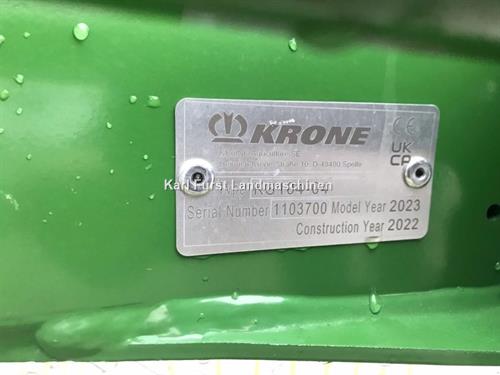 KRONE
CE
UK
CA
Karl Fürst Landmaschinen
Serial Number 1103700 Model Year 2023
Construction Year 2022